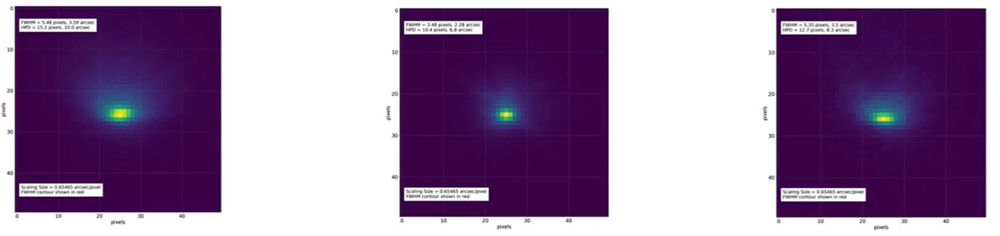 0
FWHM = 5.48 pixels, 3.59 arcsec
HPD = 15.2 pixels, 10.0 arcsec
10
20
pixels
30
40
Scaling Size = 0.65465 arcsec/pixel
FWHM contour shown in red
0 10 20 30 40
pixels
0
FWHM = 3.48 pixels, 2.28 arcsec
HPD = 10.4 pixels, 6.8 arcsec
10
20
pixels
30
40
Scaling Size = 0.65465 arcsec/pixel
FWHM contour shown in red
0 10 20 30 40
pixels
0
FWHM = 5.35 pixels, 3.5 arcsec
HPD = 12.7 pixels, 8.3 arcsec
10
20
pixels
30
40
Scaling Size = 0.65465 arcsec/pixel
FWHM contour shown in red
0 10 20 30 40
pixels